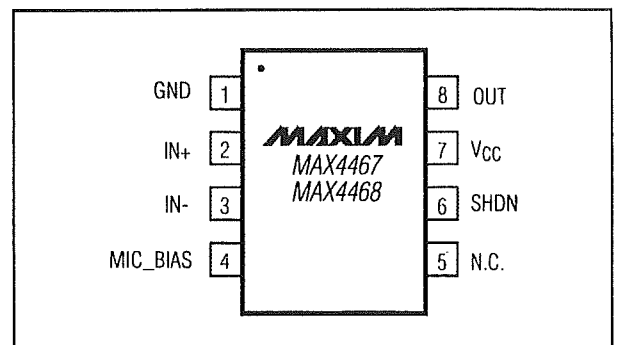 GND 1 8 OUT
IN+ 2 MAXIM 7 VCC
MAX4467
IN- 3 MAX4468 6 SHDN
MIC_BIAS 4 5 N.C.